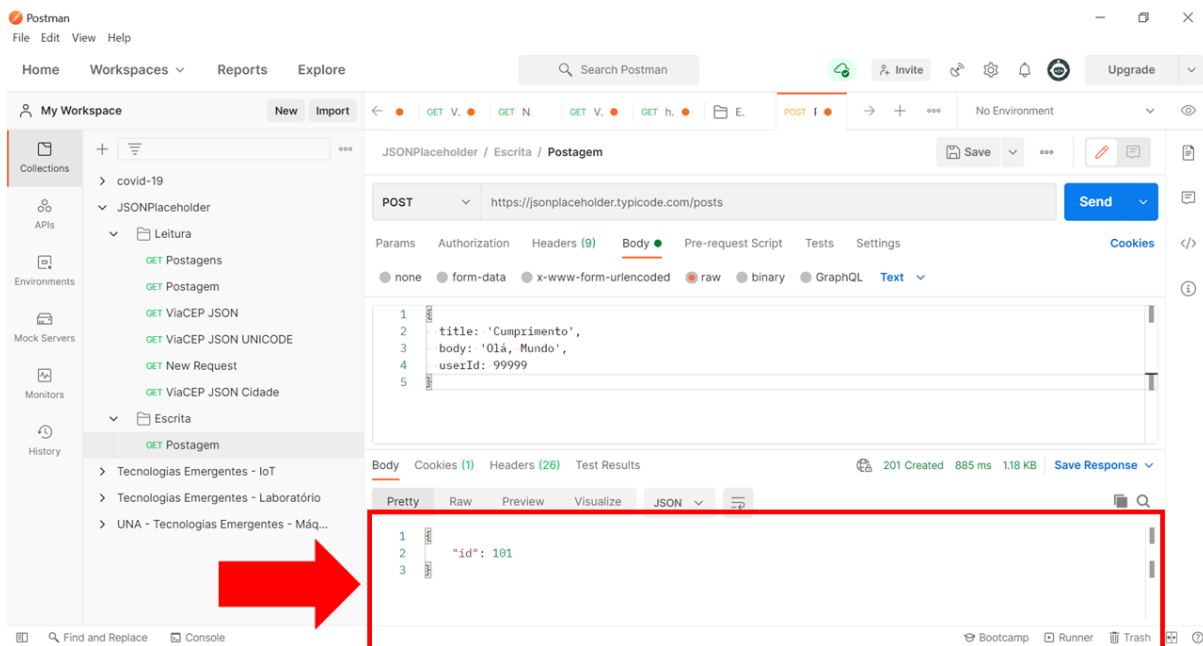 Postman
File Edit View Help
Home Workspaces Reports Explore Search Postman Invite Upgrade
My Workspace New Import GET V. GET N. GET V. GET h. E. POST No Environment
Collections
APIs
Environments
Mock Servers
Monitors
History
covid-19
JSONPlaceholder
Leitura
GET Postagens
GET Postagem
GET ViaCEP JSON
GET ViaCEP JSON UNICODE
GET New Request
GET ViaCEP JSON Cidade
Escrita
GET Postagem
Tecnologias Emergentes - IoT
Tecnologias Emergentes - Laboratório
UNA - Tecnologias Emergentes - Máq...
JSONPlaceholder / Escrita / Postagem Save
POST https://jsonplaceholder.typicode.com/posts Send
Params Authorization Headers (9) Body Pre-request Script Tests Settings Cookies
none form-data x-www-form-urlencoded raw binary GraphQL Text
1 {
2 title: 'Cumprimento',
3 body: 'Olá, Mundo',
4 userId: 99999
5 }
Body Cookies (1) Headers (26) Test Results 201 Created 885 ms 1.18 KB Save Response
Pretty Raw Preview Visualize JSON
1 {
2 "id": 101
3 }
Find and Replace Console Bootcamp Runner Trash